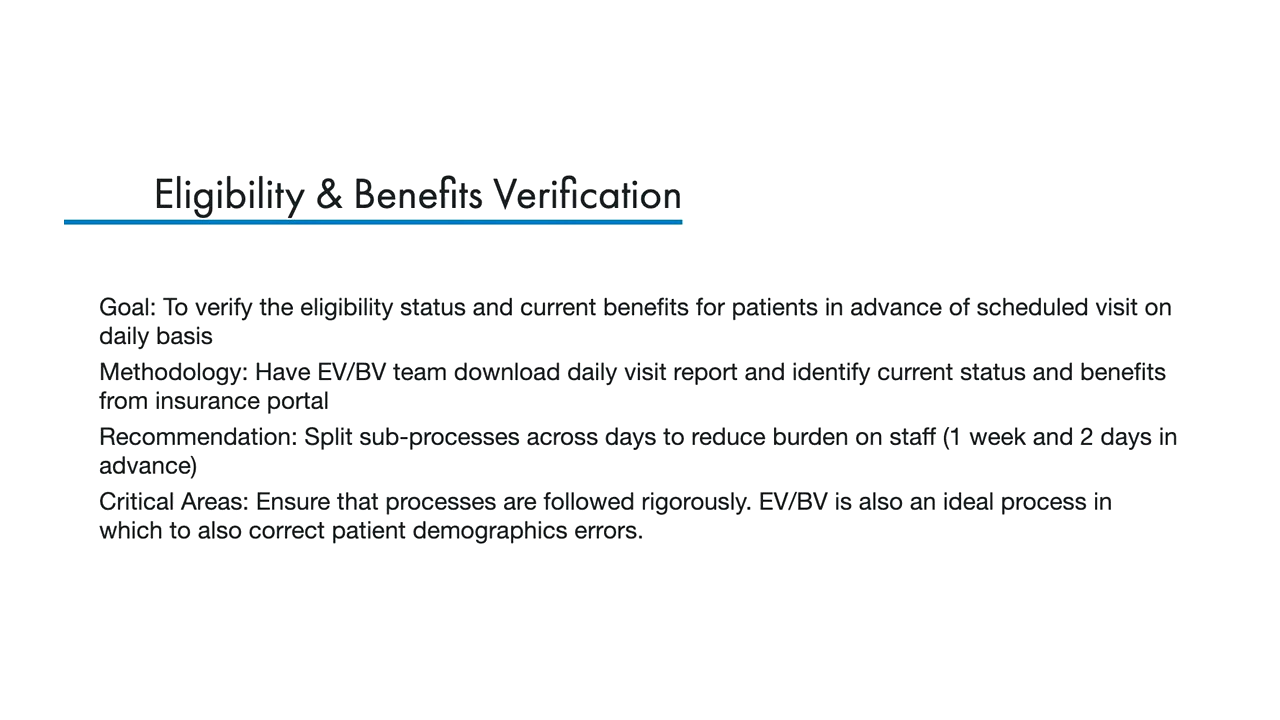 Eligibility & Benefits Verification
Goal: To verify the eligibility status and current benefits for patients in advance of scheduled visit on
daily basis
Methodology: Have EV/BV team download daily visit report and identify current status and benefits
from insurance portal
Recommendation: Split sub-processes across days to reduce burden on staff (1 week and 2 days in
advance)
Critical Areas: Ensure that processes are followed rigorously. EV/BV is also an ideal process in
which to also correct patient demographics errors.